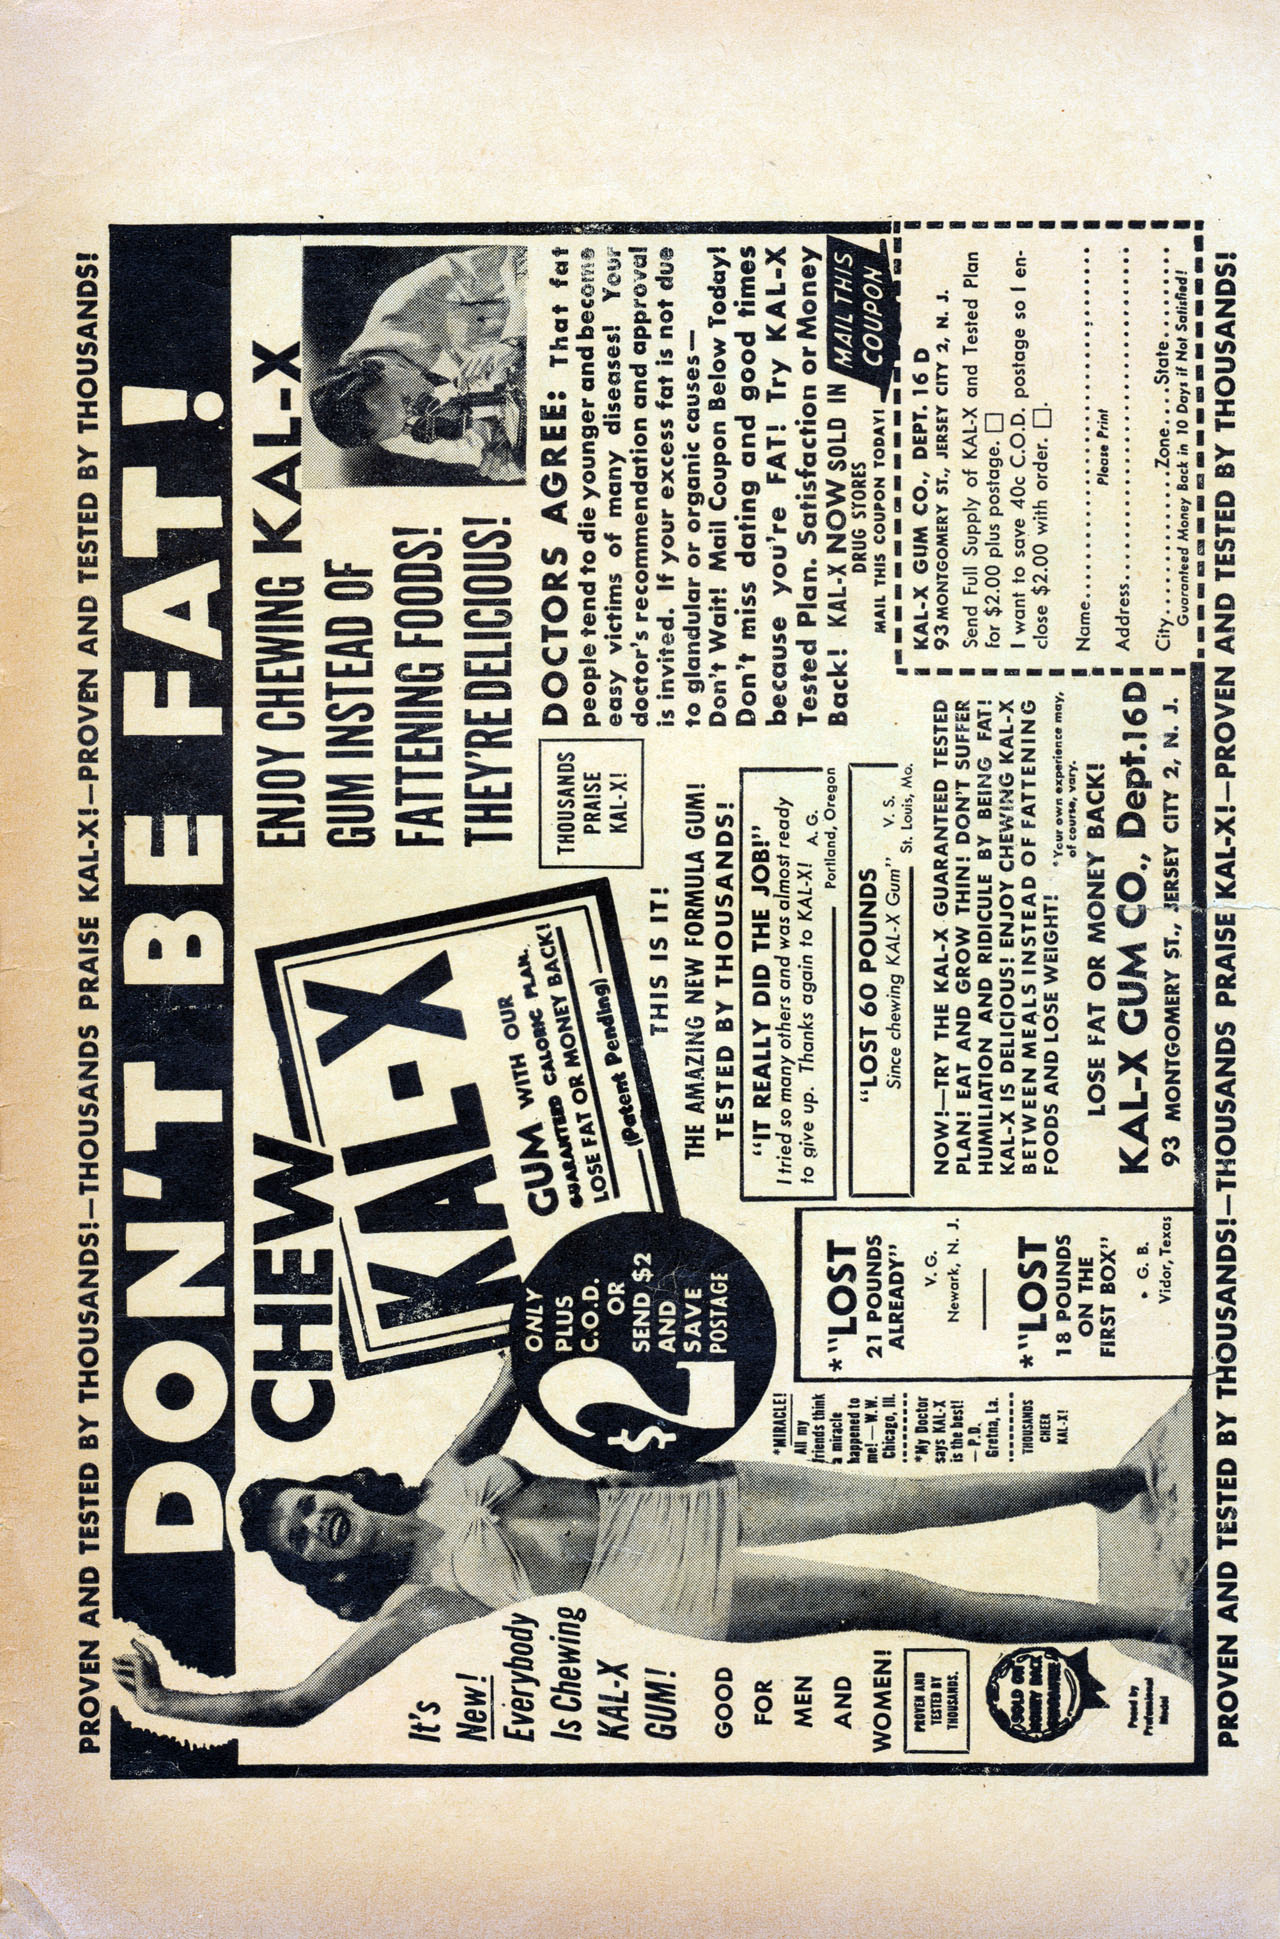 PROVEN AND TESTED BY THOUSANDS!—THOUSANDS PRAISE KAL-X!—PROVEN AND TESTED BY THOUSANDS!
DON'T BE FAT!
CHEW
KAL-X
GUM WITH OUR
GUARANTEED CALORIC PLAN.
LOSE FAT OR MONEY BACK!
(Patent Pending)
$2
ONLY
PLUS
C.O.D.
OR
SEND $2
AND
SAVE
POSTAGE
It's
New!
Everybody
Is Chewing
KAL-X
GUM!
GOOD
FOR
MEN
AND
WOMEN!
PROVEN AND
TESTED BY
THOUSANDS.
SOLD ON
MONEY BACK
GUARANTEE!
Posed by
Professional
Model
*MIRACLE!
All my
friends think
a miracle
happened to
me!—W.W.
Chicago, Ill.
*My Doctor
says KAL-X
is the best!
— P.D.
Gretna, La.
THOUSANDS
CHEER
KAL-X!
*"LOST
21 POUNDS
ALREADY"
V. G.
Newark, N. J.
*"LOST
18 POUNDS
ON THE
FIRST BOX"
G. B.
Vidor, Texas
ENJOY CHEWING KAL-X
GUM INSTEAD OF
FATTENING FOODS!
THEY'RE DELICIOUS!
THOUSANDS
PRAISE
KAL-X!
THIS IS IT!
THE AMAZING NEW FORMULA GUM!
TESTED BY THOUSANDS!
"IT REALLY DID THE JOB!"
I tried so many others and was almost ready
to give up. Thanks again to KAL-X! A. G.
Portland, Oregon
"LOST 60 POUNDS
Since chewing KAL-X Gum" V. S.
St. Louis, Mo.
NOW!—TRY THE KAL-X GUARANTEED TESTED
PLAN! EAT AND GROW THIN! DON'T SUFFER
HUMILIATION AND RIDICULE BY BEING FAT!
KAL-X IS DELICIOUS! ENJOY CHEWING KAL-X
BETWEEN MEALS INSTEAD OF FATTENING
FOODS AND LOSE WEIGHT!
*Your own experience may,
of course, vary.
LOSE FAT OR MONEY BACK!
KAL-X GUM CO., Dept.16D
93 MONTGOMERY ST., JERSEY CITY 2, N. J.
DOCTORS AGREE: That fat
people tend to die younger and become
easy victims of many diseases! Your
doctor's recommendation and approval
is invited. If your excess fat is not due
to glandular or organic causes—
Don't Wait! Mail Coupon Below Today!
Don't miss dating and good times
because you're FAT! Try KAL-X
Tested Plan. Satisfaction or Money
Back! KAL-X NOW SOLD IN
DRUG STORES
MAIL THIS COUPON TODAY!
MAIL THIS
COUPON
KAL-X GUM CO., DEPT. 16 D
93 MONTGOMERY ST., JERSEY CITY 2, N. J.
Send Full Supply of KAL-X and Tested Plan
for $2.00 plus postage. □
I want to save 40c C.O.D. postage so I en-
close $2.00 with order. □.
Name
Please Print
Address
City Zone State
Guaranteed Money Back in 10 Days if Not Satisfied!
PROVEN AND TESTED BY THOUSANDS!—THOUSANDS PRAISE KAL-X!—PROVEN AND TESTED BY THOUSANDS!